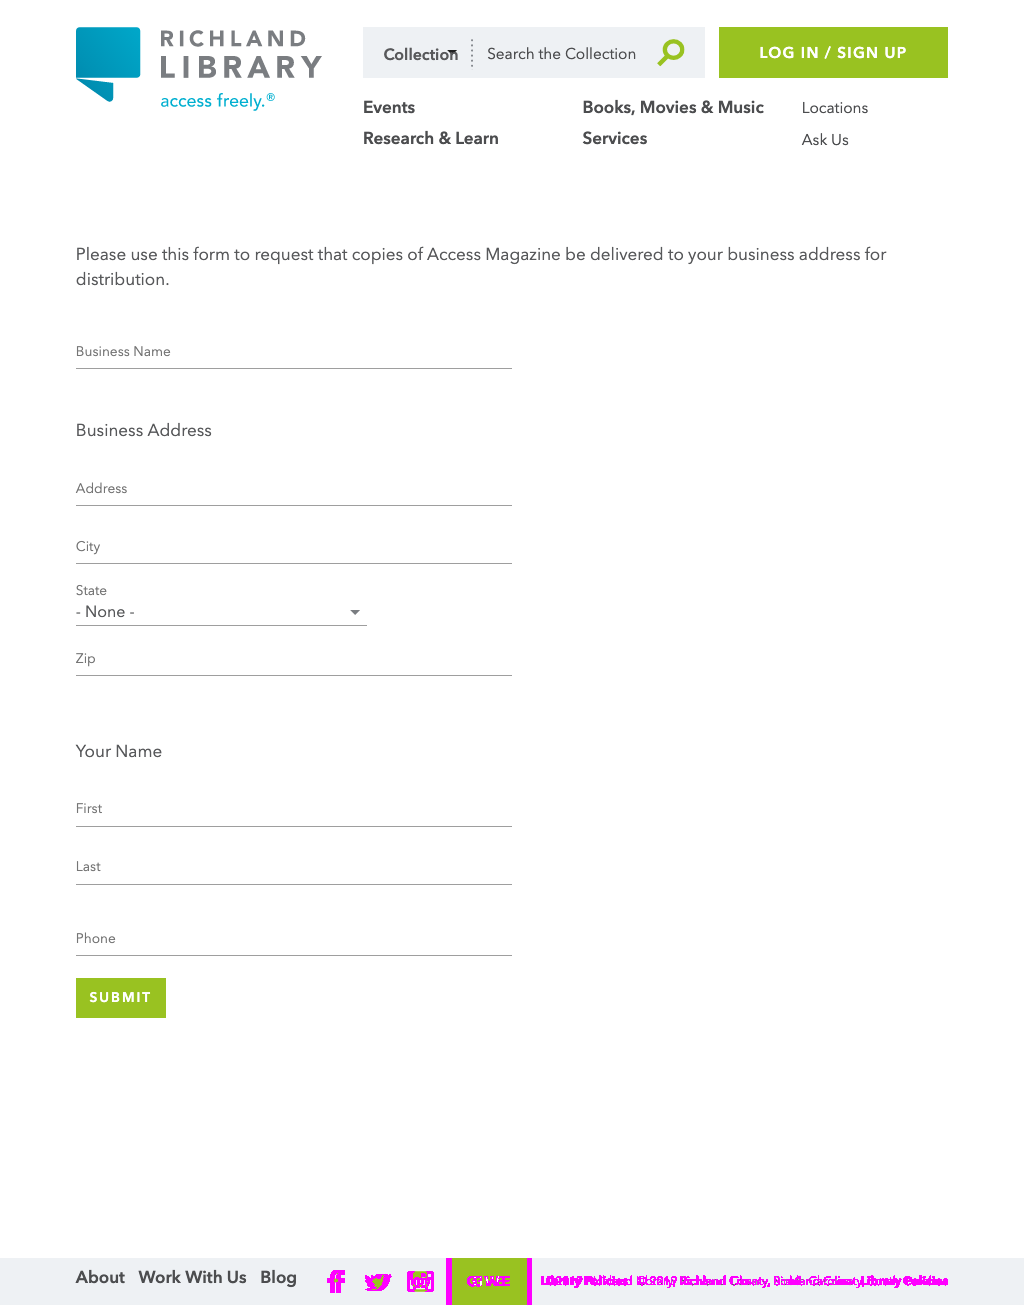 RICHLAND
LIBRARY
access freely.®
Collection
Search the Collection
LOG IN / SIGN UP
Events
Books, Movies & Music
Locations
Research & Learn
Services
Ask Us
Please use this form to request that copies of Access Magazine be delivered to your business address for
distribution.
Business Name
Business Address
Address
City
State
- None -
Zip
Your Name
First
Last
Phone
SUBMIT
About
Work With Us
Blog